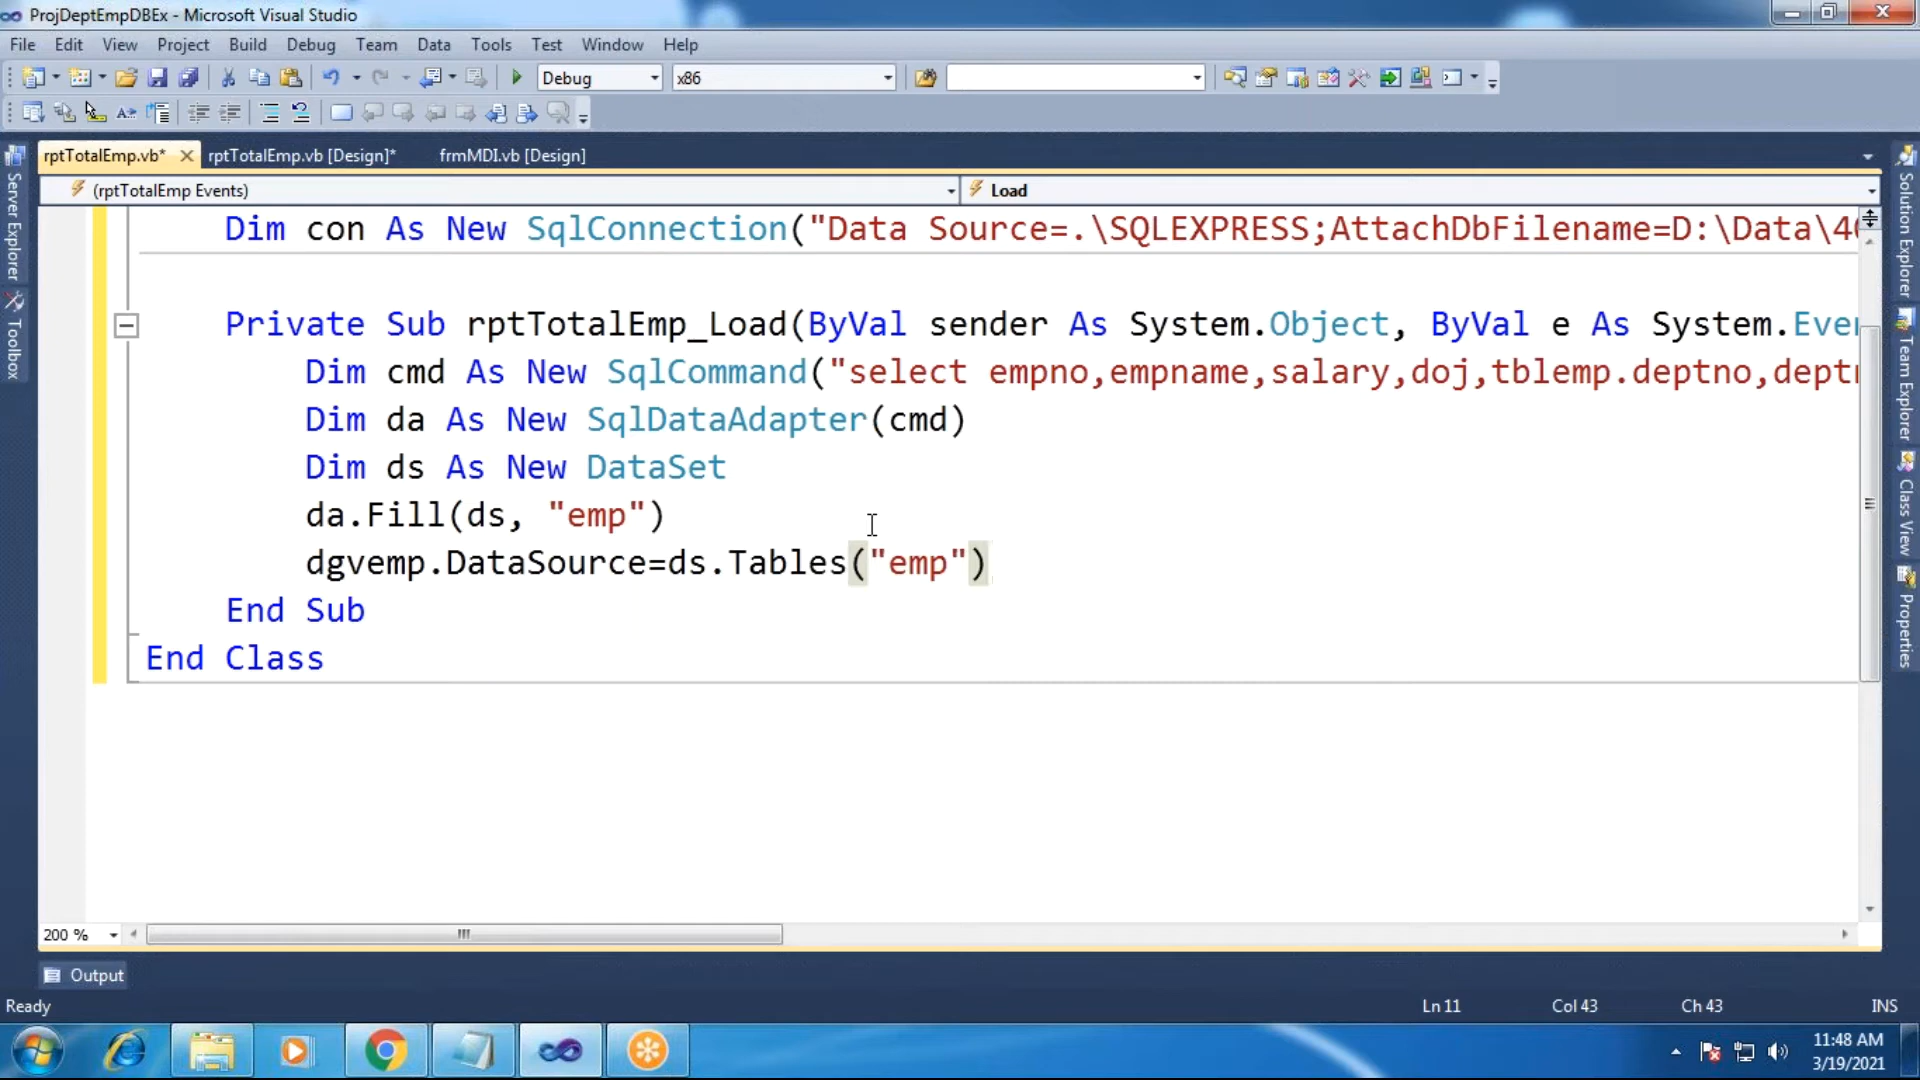 ProjDeptEmpDBEx - Microsoft Visual Studio
File Edit View Project Build Debug Team Data Tools Test Window Help
Debug x86
rptTotalEmp.vb* rptTotalEmp.vb [Design]* frmMDI.vb [Design]
(rptTotalEmp Events) Load
Server Explorer
Toolbox
Dim con As New SqlConnection("Data Source=.\SQLEXPRESS;AttachDbFilename=D:\Data\4
Private Sub rptTotalEmp_Load(ByVal sender As System.Object, ByVal e As System.Even
Dim cmd As New SqlCommand("select empno,empname,salary,doj,tblemp.deptno,deptn
Dim da As New SqlDataAdapter(cmd)
Dim ds As New DataSet
da.Fill(ds, "emp")
dgvemp.DataSource=ds.Tables("emp")
End Sub
End Class
Solution Explorer
Team Explorer
Class View
Properties
200 %
Output
Ready Ln 11 Col 43 Ch 43 INS
11:48 AM
3/19/2021